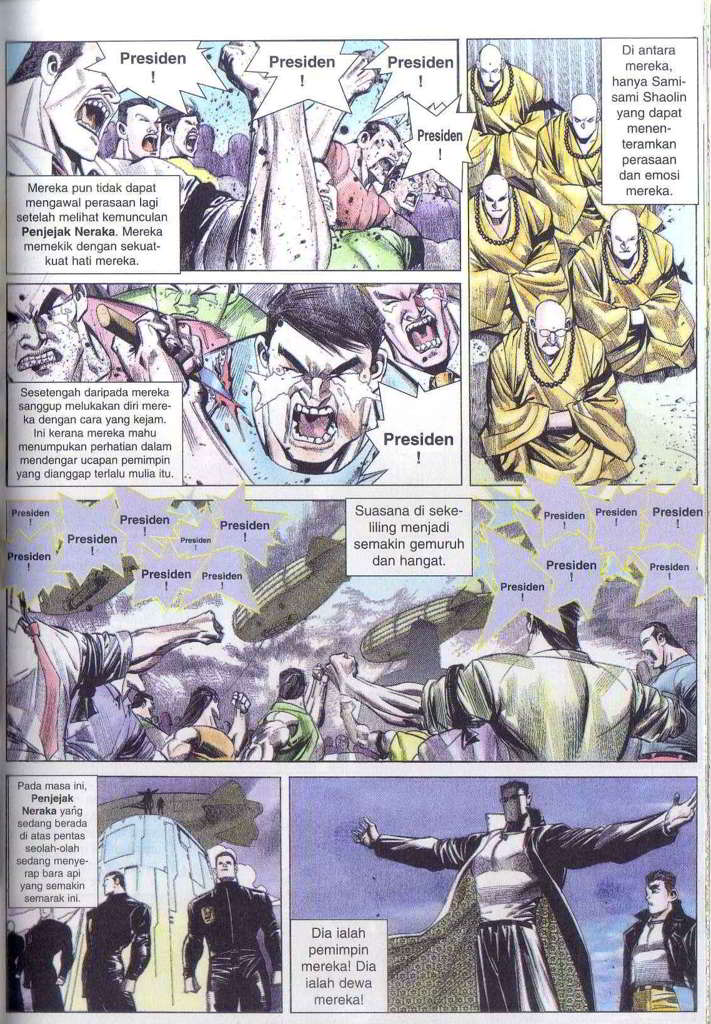 Presiden
!
Presiden
!
Presiden
!
Presiden
!
Mereka pun tidak dapat
mengawal perasaan lagi
setelah melihat kemunculan
Penjejak Neraka. Mereka
memekik dengan sekuat-
kuat hati mereka.
Di antara
mereka,
hanya Sami-
sami Shaolin
yang dapat
menen-
teramkan
perasaan
dan emosi
mereka.
Sesetengah daripada mereka
sanggup melukakan diri mere-
ka dengan cara yang kejam.
Ini kerana mereka mahu
menumpukan perhatian dalam
mendengar ucapan pemimpin
yang dianggap terlalu mulia itu.
Presiden
!
Presiden
!
Presiden
!
Presiden
!
Presiden
!
Presiden
!
Presiden
!
Presiden
!
Presiden
!
Suasana di seke-
liling menjadi
semakin gemuruh
dan hangat.
Presiden
!
Presiden
!
Presiden
!
Presiden
!
Presiden
!
Presiden
!
Pada masa ini,
Penjejak
Neraka yang
sedang berada
di atas pentas
seolah-olah
sedang menye-
rap bara api
yang semakin
semarak ini.
Dia ialah
pemimpin
mereka! Dia
ialah dewa
mereka!